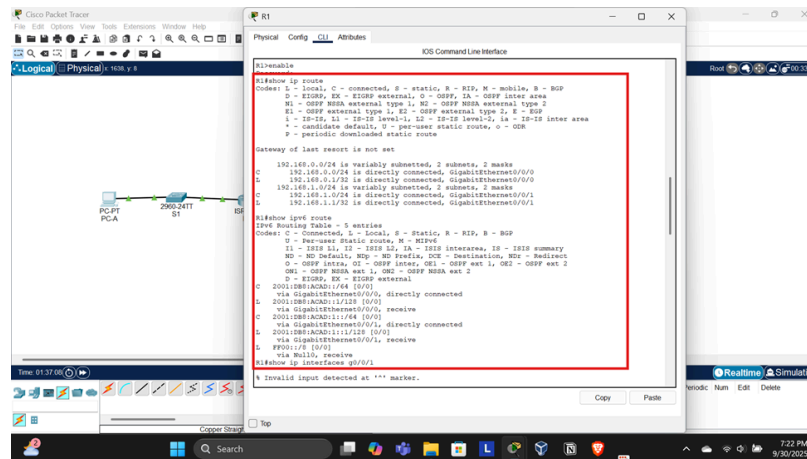 Cisco Packet Tracer
File Edit Options View Tools Extensions Window Help
Logical
Physical x: 1638, y: 8
Root
PC-PT
PC-A
2960-24TT
S1
ISR
Time: 01:37:08
Realtime
Simulati
Periodic Num Edit Delete
Copper Straigh
R1
Physical Config CLI Attributes
IOS Command Line Interface
R1>enable
R1#show ip route
Codes: L - local, C - connected, S - static, R - RIP, M - mobile, B - BGP
D - EIGRP, EX - EIGRP external, O - OSPF, IA - OSPF inter area
N1 - OSPF NSSA external type 1, N2 - OSPF NSSA external type 2
E1 - OSPF external type 1, E2 - OSPF external type 2, E - EGP
i - IS-IS, L1 - IS-IS level-1, L2 - IS-IS level-2, ia - IS-IS inter area
* - candidate default, U - per-user static route, o - ODR
P - periodic downloaded static route
Gateway of last resort is not set
192.168.0.0/24 is variably subnetted, 2 subnets, 2 masks
C 192.168.0.0/24 is directly connected, GigabitEthernet0/0/0
L 192.168.0.1/32 is directly connected, GigabitEthernet0/0/0
192.168.1.0/24 is variably subnetted, 2 subnets, 2 masks
C 192.168.1.0/24 is directly connected, GigabitEthernet0/0/1
L 192.168.1.1/32 is directly connected, GigabitEthernet0/0/1
R1#show ipv6 route
IPv6 Routing Table - 5 entries
Codes: C - Connected, L - Local, S - Static, R - RIP, B - BGP
U - Per-user Static route, M - MIPv6
I1 - ISIS L1, I2 - ISIS L2, IA - ISIS interarea, IS - ISIS summary
ND - ND Default, NDp - ND Prefix, DCE - Destination, NDr - Redirect
O - OSPF intra, OI - OSPF inter, OE1 - OSPF ext 1, OE2 - OSPF ext 2
ON1 - OSPF NSSA ext 1, ON2 - OSPF NSSA ext 2
D - EIGRP, EX - EIGRP external
C 2001:DB8:ACAD::/64 [0/0]
via GigabitEthernet0/0/0, directly connected
L 2001:DB8:ACAD::1/128 [0/0]
via GigabitEthernet0/0/0, receive
C 2001:DB8:ACAD:1::/64 [0/0]
via GigabitEthernet0/0/1, directly connected
L 2001:DB8:ACAD:1::1/128 [0/0]
via GigabitEthernet0/0/1, receive
L FF00::/8 [0/0]
via Null0, receive
R1#show ip interfaces g0/0/1
% Invalid input detected at '^' marker.
Copy Paste
Top
Search
7:22 PM
9/30/2025